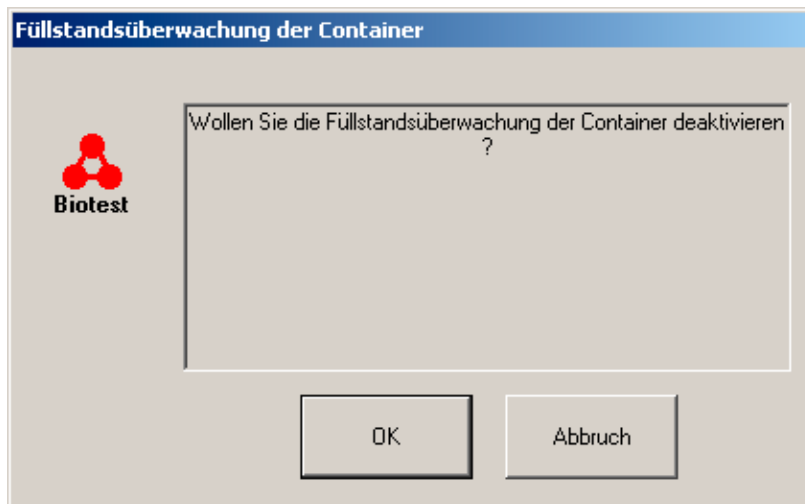 Füllstandsüberwachung der Container
Wollen Sie die Füllstandsüberwachung der Container deaktivieren
?
Biotest
OK
Abbruch